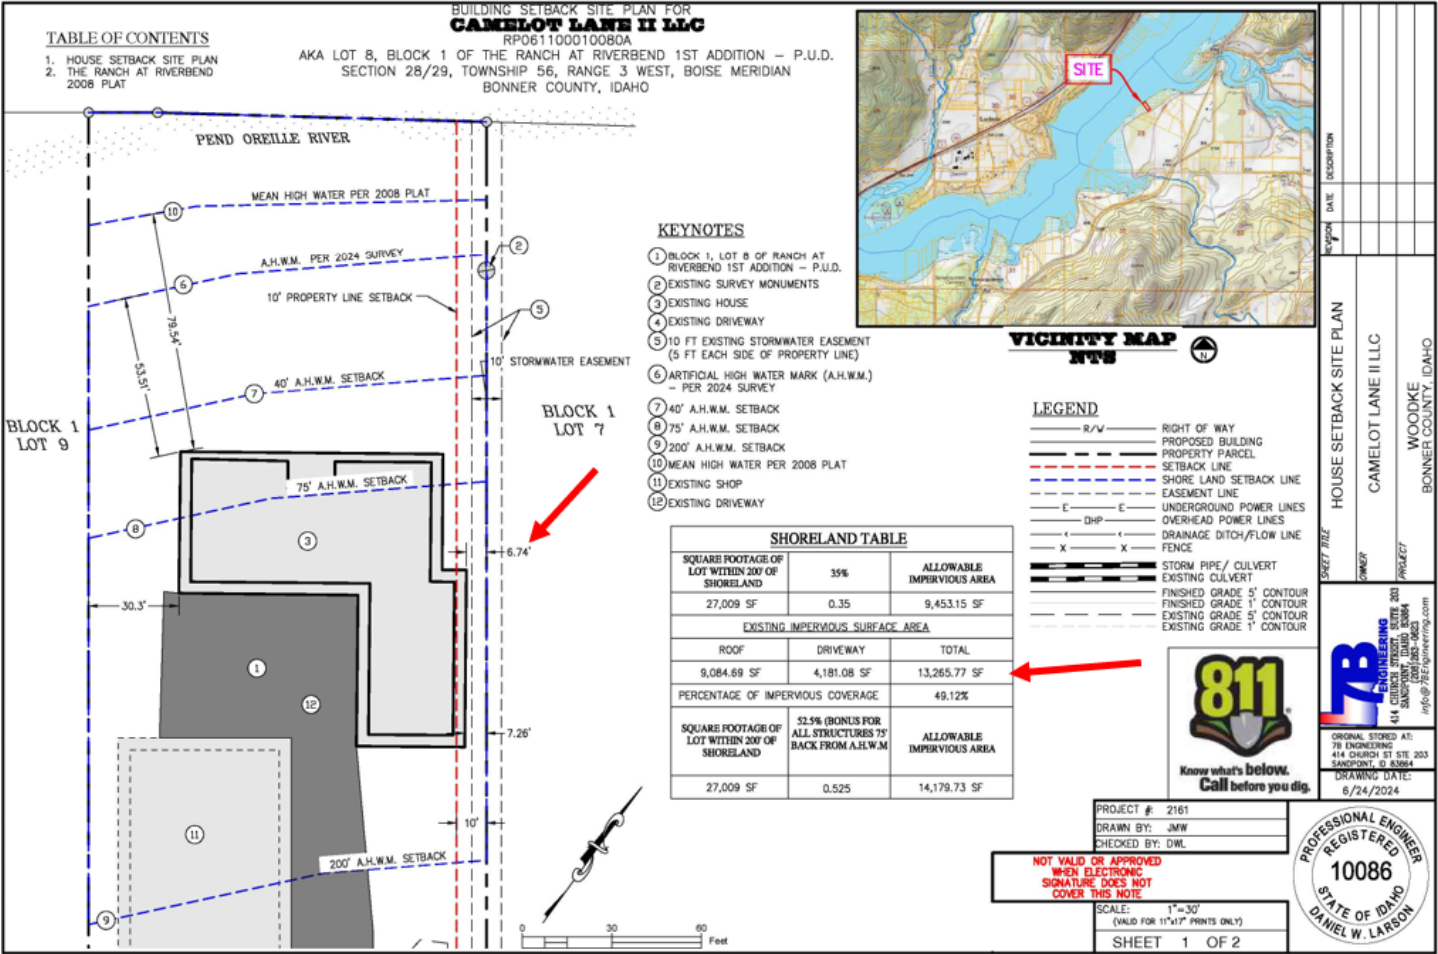 BUILDING SETBACK SITE PLAN FOR
CAMELOT LANE II LLC
RP061100010080A
AKA LOT 8, BLOCK 1 OF THE RANCH AT RIVERBEND 1ST ADDITION – P.U.D.
SECTION 28/29, TOWNSHIP 56, RANGE 3 WEST, BOISE MERIDIAN
BONNER COUNTY, IDAHO
TABLE OF CONTENTS
1. HOUSE SETBACK SITE PLAN
2. THE RANCH AT RIVERBEND
2008 PLAT
PEND OREILLE RIVER
MEAN HIGH WATER PER 2008 PLAT
10
A.H.W.M. PER 2024 SURVEY
6
2
10' PROPERTY LINE SETBACK
5
79.54'
53.51'
10' STORMWATER EASEMENT
40' A.H.W.M. SETBACK
7
BLOCK 1
LOT 9
BLOCK 1
LOT 7
75' A.H.W.M. SETBACK
8
3
6.74'
30.3'
1
12
7.26'
11
10'
200' A.H.W.M. SETBACK
9
0 30 60
Feet
KEYNOTES
1 BLOCK 1, LOT 8 OF RANCH AT
RIVERBEND 1ST ADDITION – P.U.D.
2 EXISTING SURVEY MONUMENTS
3 EXISTING HOUSE
4 EXISTING DRIVEWAY
5 10 FT EXISTING STORMWATER EASEMENT
(5 FT EACH SIDE OF PROPERTY LINE)
6 ARTIFICIAL HIGH WATER MARK (A.H.W.M.)
– PER 2024 SURVEY
7 40' A.H.W.M. SETBACK
8 75' A.H.W.M. SETBACK
9 200' A.H.W.M. SETBACK
10 MEAN HIGH WATER PER 2008 PLAT
11 EXISTING SHOP
12 EXISTING DRIVEWAY
SHORELAND TABLE
SQUARE FOOTAGE OF LOT WITHIN 200' OF SHORELAND 35% ALLOWABLE IMPERVIOUS AREA
27,009 SF 0.35 9,453.15 SF
EXISTING IMPERVIOUS SURFACE AREA
ROOF DRIVEWAY TOTAL
9,084.69 SF 4,181.08 SF 13,265.77 SF
PERCENTAGE OF IMPERVIOUS COVERAGE 49.12%
SQUARE FOOTAGE OF LOT WITHIN 200' OF SHORELAND 52.5% (BONUS FOR ALL STRUCTURES 75' BACK FROM A.H.W.M ALLOWABLE IMPERVIOUS AREA
27,009 SF 0.525 14,179.73 SF
SITE
VICINITY MAP
NTS
N
LEGEND
R/W RIGHT OF WAY
PROPOSED BUILDING
PROPERTY PARCEL
SETBACK LINE
SHORE LAND SETBACK LINE
EASEMENT LINE
E E UNDERGROUND POWER LINES
OHP OVERHEAD POWER LINES
DRAINAGE DITCH/FLOW LINE
X X FENCE
STORM PIPE/ CULVERT
EXISTING CULVERT
FINISHED GRADE 5' CONTOUR
FINISHED GRADE 1' CONTOUR
EXISTING GRADE 5' CONTOUR
EXISTING GRADE 1' CONTOUR
811
Know what's below.
Call before you dig.
REVISION # DATE DESCRIPTION
SHEET TITLE
HOUSE SETBACK SITE PLAN
OWNER
CAMELOT LANE II LLC
PROJECT
WOODKE
BONNER COUNTY, IDAHO
7B
ENGINEERING
414 CHURCH STREET, SUITE 203
SANDPOINT, IDAHO 83864
(208)263-0623
info@7BEngineering.com
ORIGINAL STORED AT:
7B ENGINEERING
414 CHURCH ST STE 203
SANDPOINT, ID 83864
DRAWING DATE:
6/24/2024
PROJECT #: 2161
DRAWN BY: JMW
CHECKED BY: DWL
NOT VALID OR APPROVED
WHEN ELECTRONIC
SIGNATURE DOES NOT
COVER THIS NOTE
SCALE: 1"=30'
(VALID FOR 11"x17" PRINTS ONLY)
SHEET 1 OF 2
PROFESSIONAL ENGINEER
REGISTERED
10086
STATE OF IDAHO
DANIEL W. LARSON